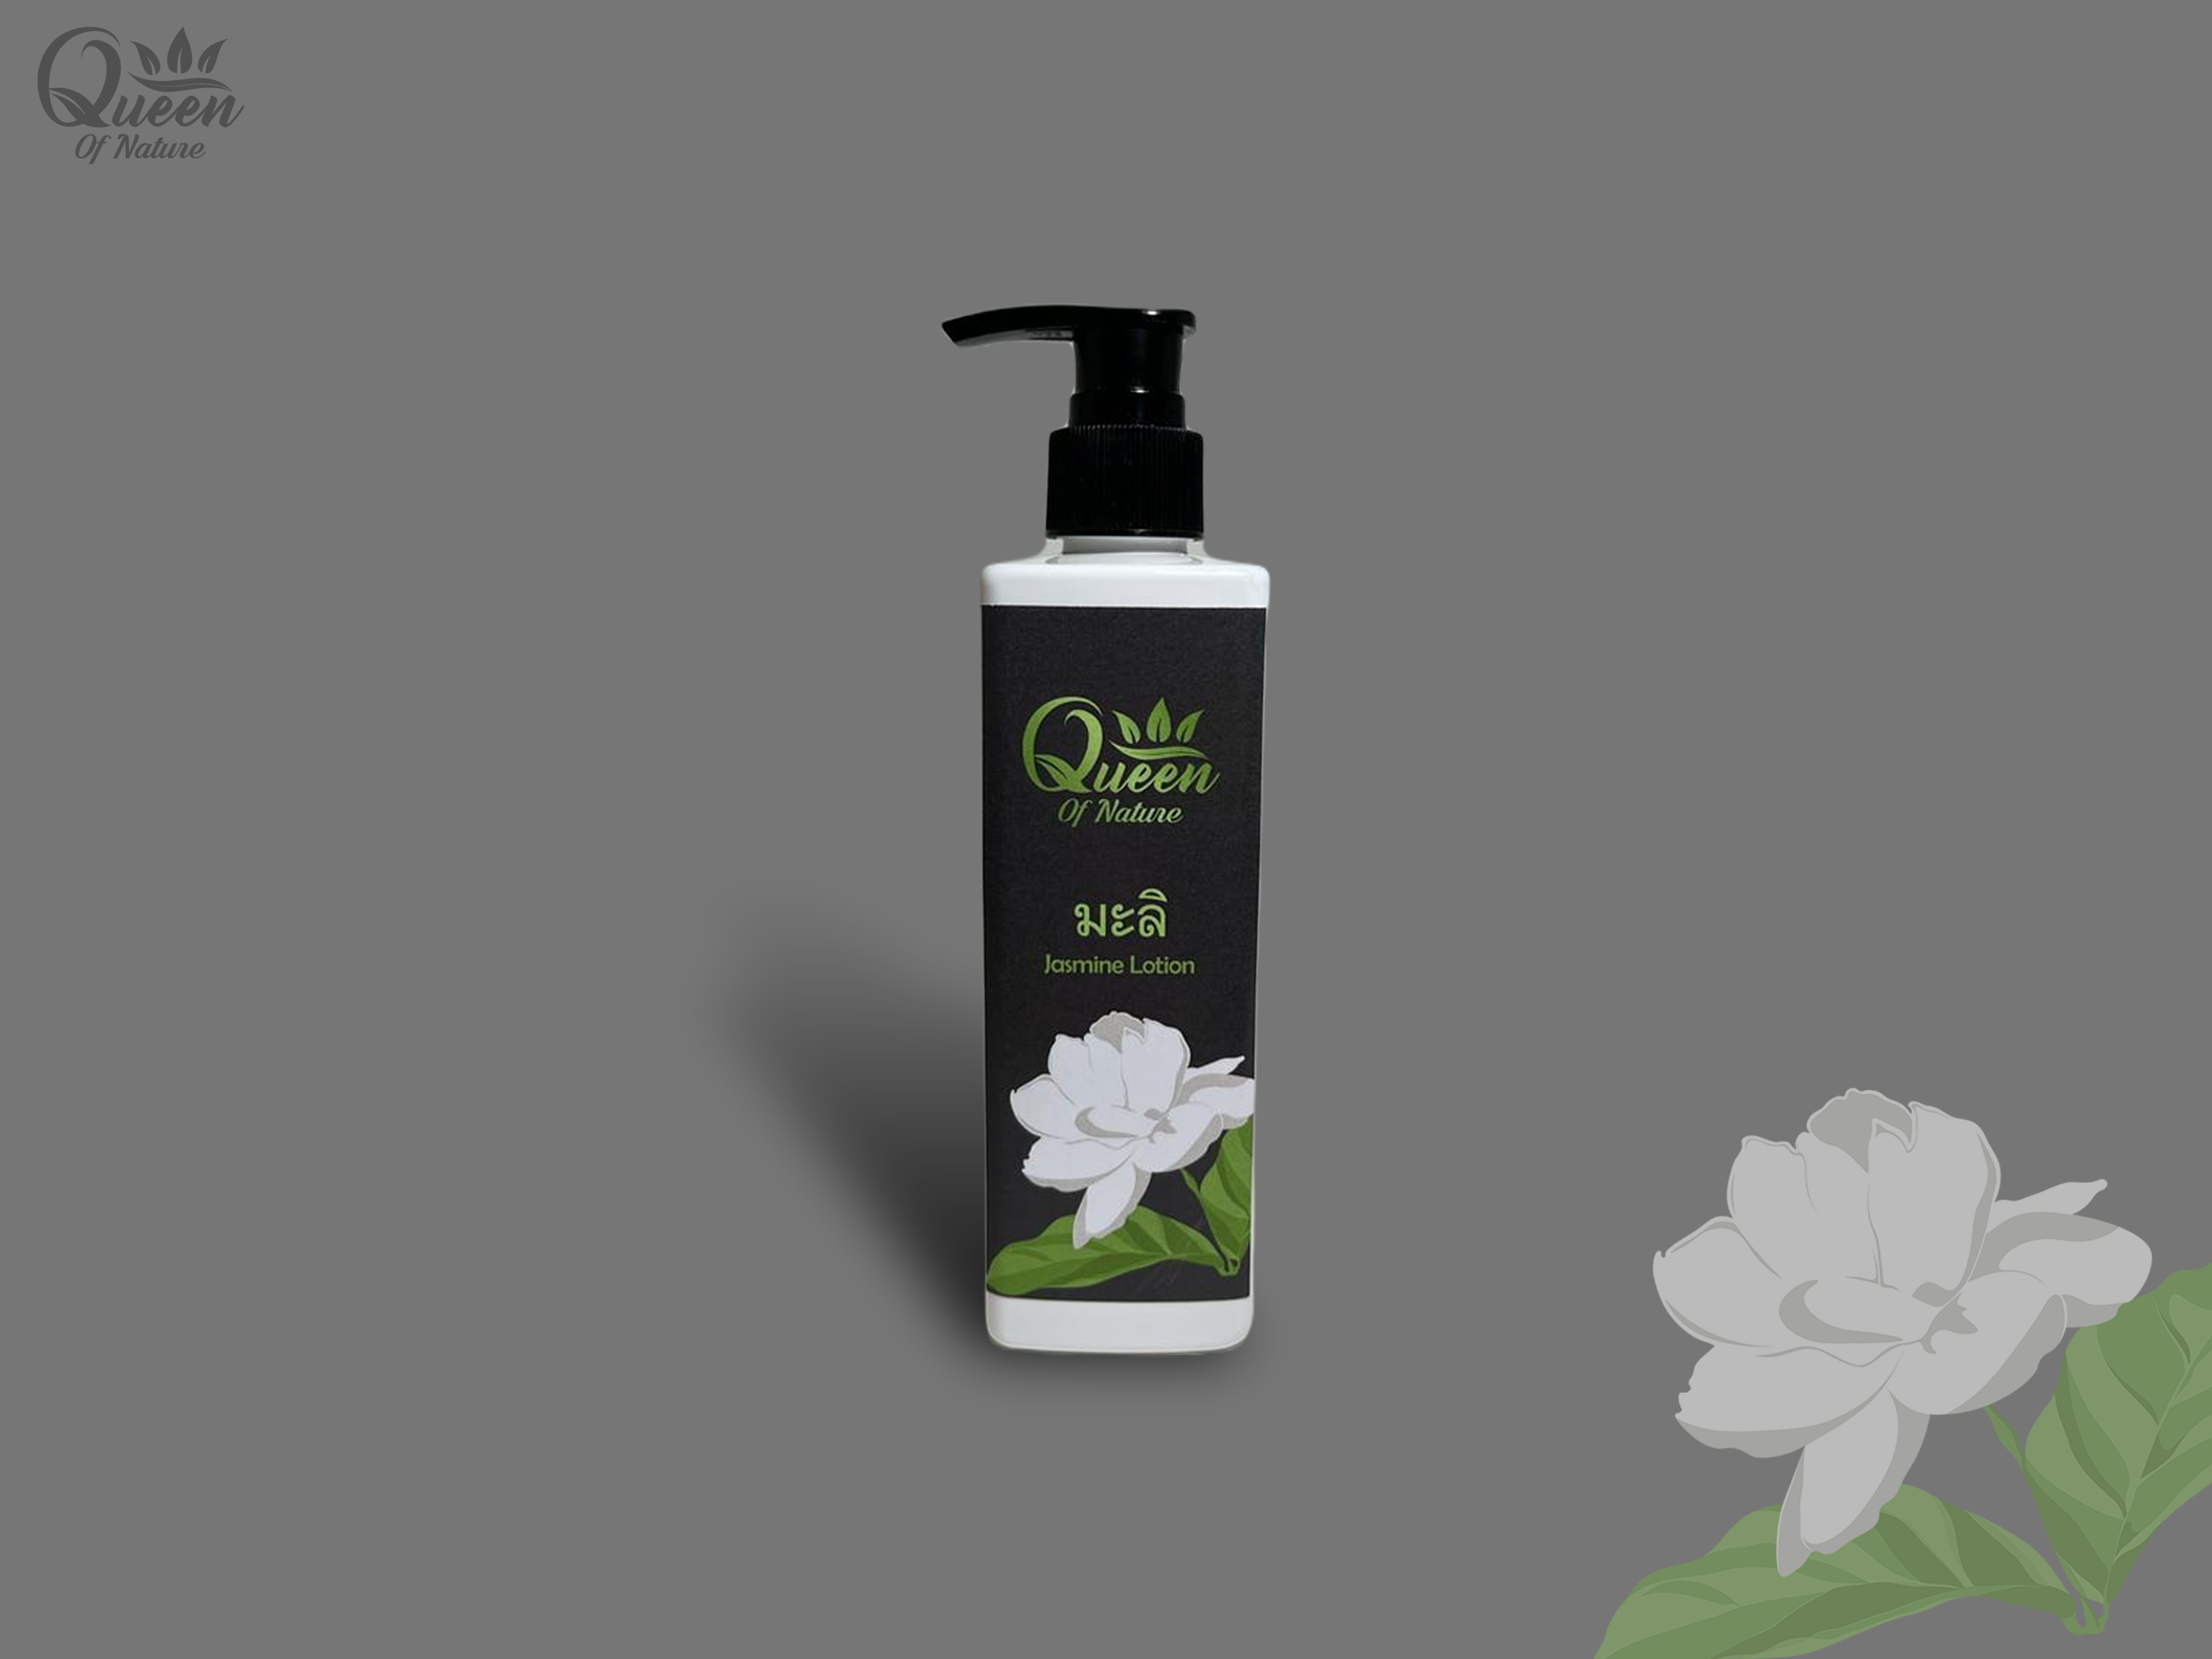 Queen
Of Nature
Queen
Of Nature
มะลิ
Jasmine Lotion